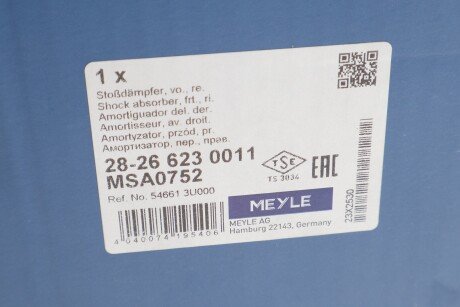 1 x
Stoßdämpfer, vo., re.
Shock absorber, frt., ri.
Amortiguador del. der.
Amortisseur, av. droit.
Amortyzator, przód, pr.
Амортизатор, пер., прав.
28-26 623 0011
MSA0752
Ref. No. 54661 3U000
TSE
TS 3034
EAC
MEYLE
MEYLE AG
Hamburg 22143, Germany
4 040074 195406
23X2530